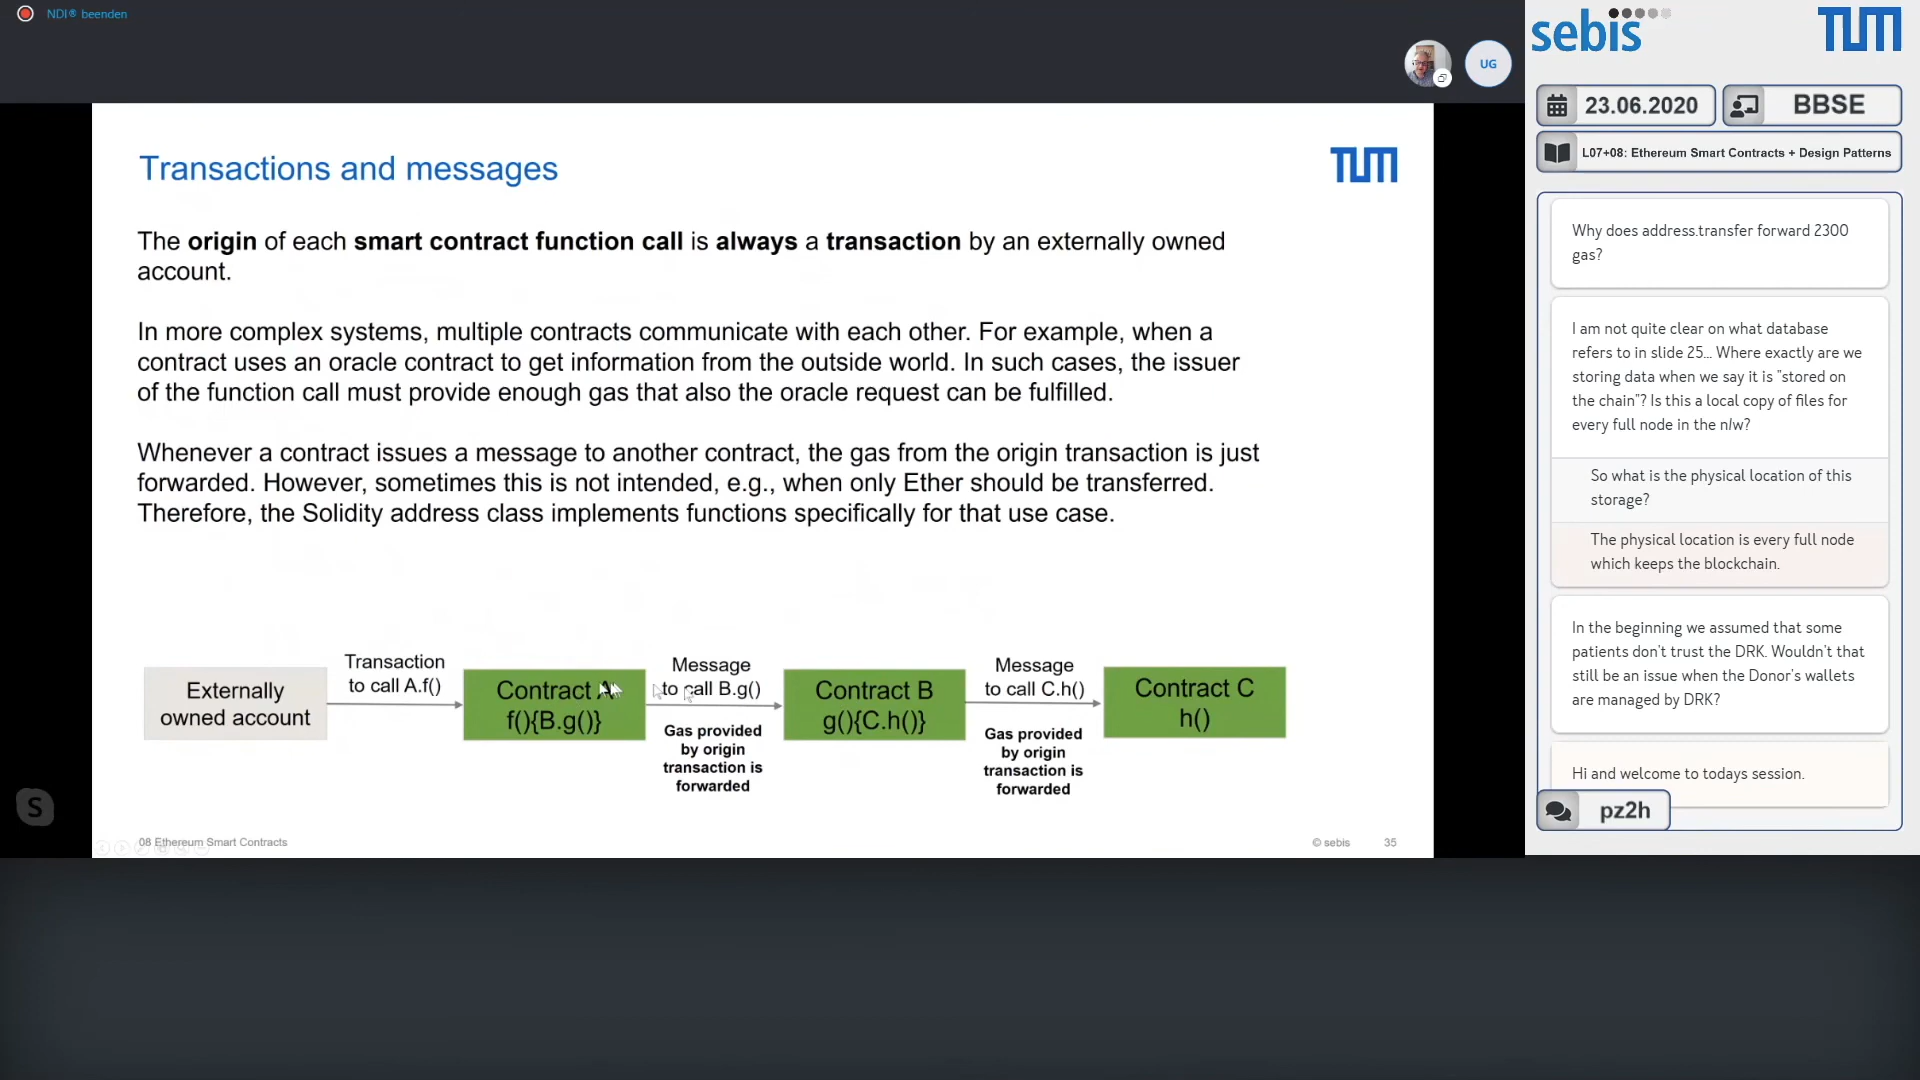 NDI® beenden
UG
Transactions and messages
TUM
The origin of each smart contract function call is always a transaction by an externally owned
account.
In more complex systems, multiple contracts communicate with each other. For example, when a
contract uses an oracle contract to get information from the outside world. In such cases, the issuer
of the function call must provide enough gas that also the oracle request can be fulfilled.
Whenever a contract issues a message to another contract, the gas from the origin transaction is just
forwarded. However, sometimes this is not intended, e.g., when only Ether should be transferred.
Therefore, the Solidity address class implements functions specifically for that use case.
Externally
owned account
Transaction
to call A.f()
Contract A
f(){B.g()}
Message
to call B.g()
Gas provided
by origin
transaction is
forwarded
Contract B
g(){C.h()}
Message
to call C.h()
Gas provided
by origin
transaction is
forwarded
Contract C
h()
S
08 Ethereum Smart Contracts
© sebis
35
sebis
TUM
23.06.2020
BBSE
L07+08: Ethereum Smart Contracts + Design Patterns
Why does address.transfer forward 2300
gas?
I am not quite clear on what database
refers to in slide 25... Where exactly are we
storing data when we say it is "stored on
the chain"? Is this a local copy of files for
every full node in the n/w?
So what is the physical location of this
storage?
The physical location is every full node
which keeps the blockchain.
In the beginning we assumed that some
patients don't trust the DRK. Wouldn't that
still be an issue when the Donor's wallets
are managed by DRK?
Hi and welcome to todays session.
pz2h